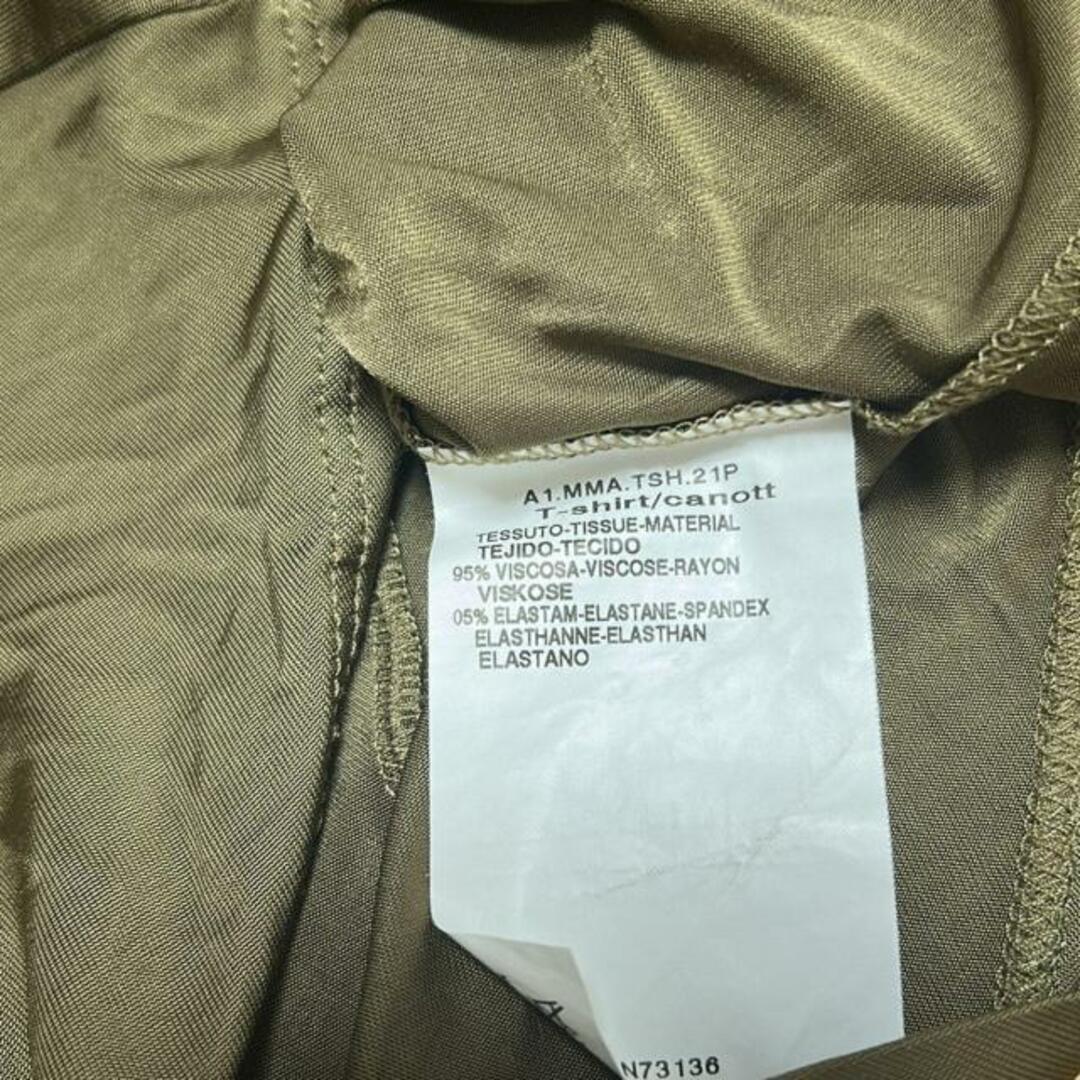 A1.MMA.TSH.21P
T-shirt/canott
TESSUTO-TISSUE-MATERIAL
TEJIDO-TECIDO
95% VISCOSA-VISCOSE-RAYON
VISKOSE
05% ELASTAM-ELASTANE-SPANDEX
ELASTHANNE-ELASTHAN
ELASTANO
N73136